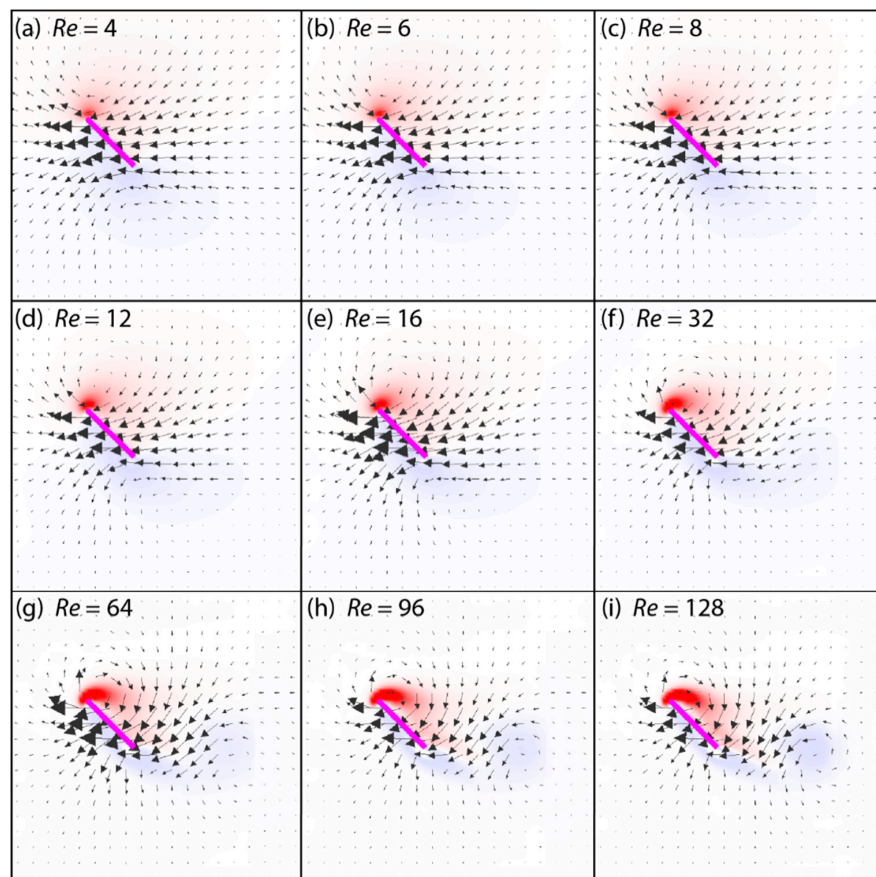 (a) Re = 4
(b) Re = 6
(c) Re = 8
(d) Re = 12
(e) Re = 16
(f) Re = 32
(g) Re = 64
(h) Re = 96
(i) Re = 128